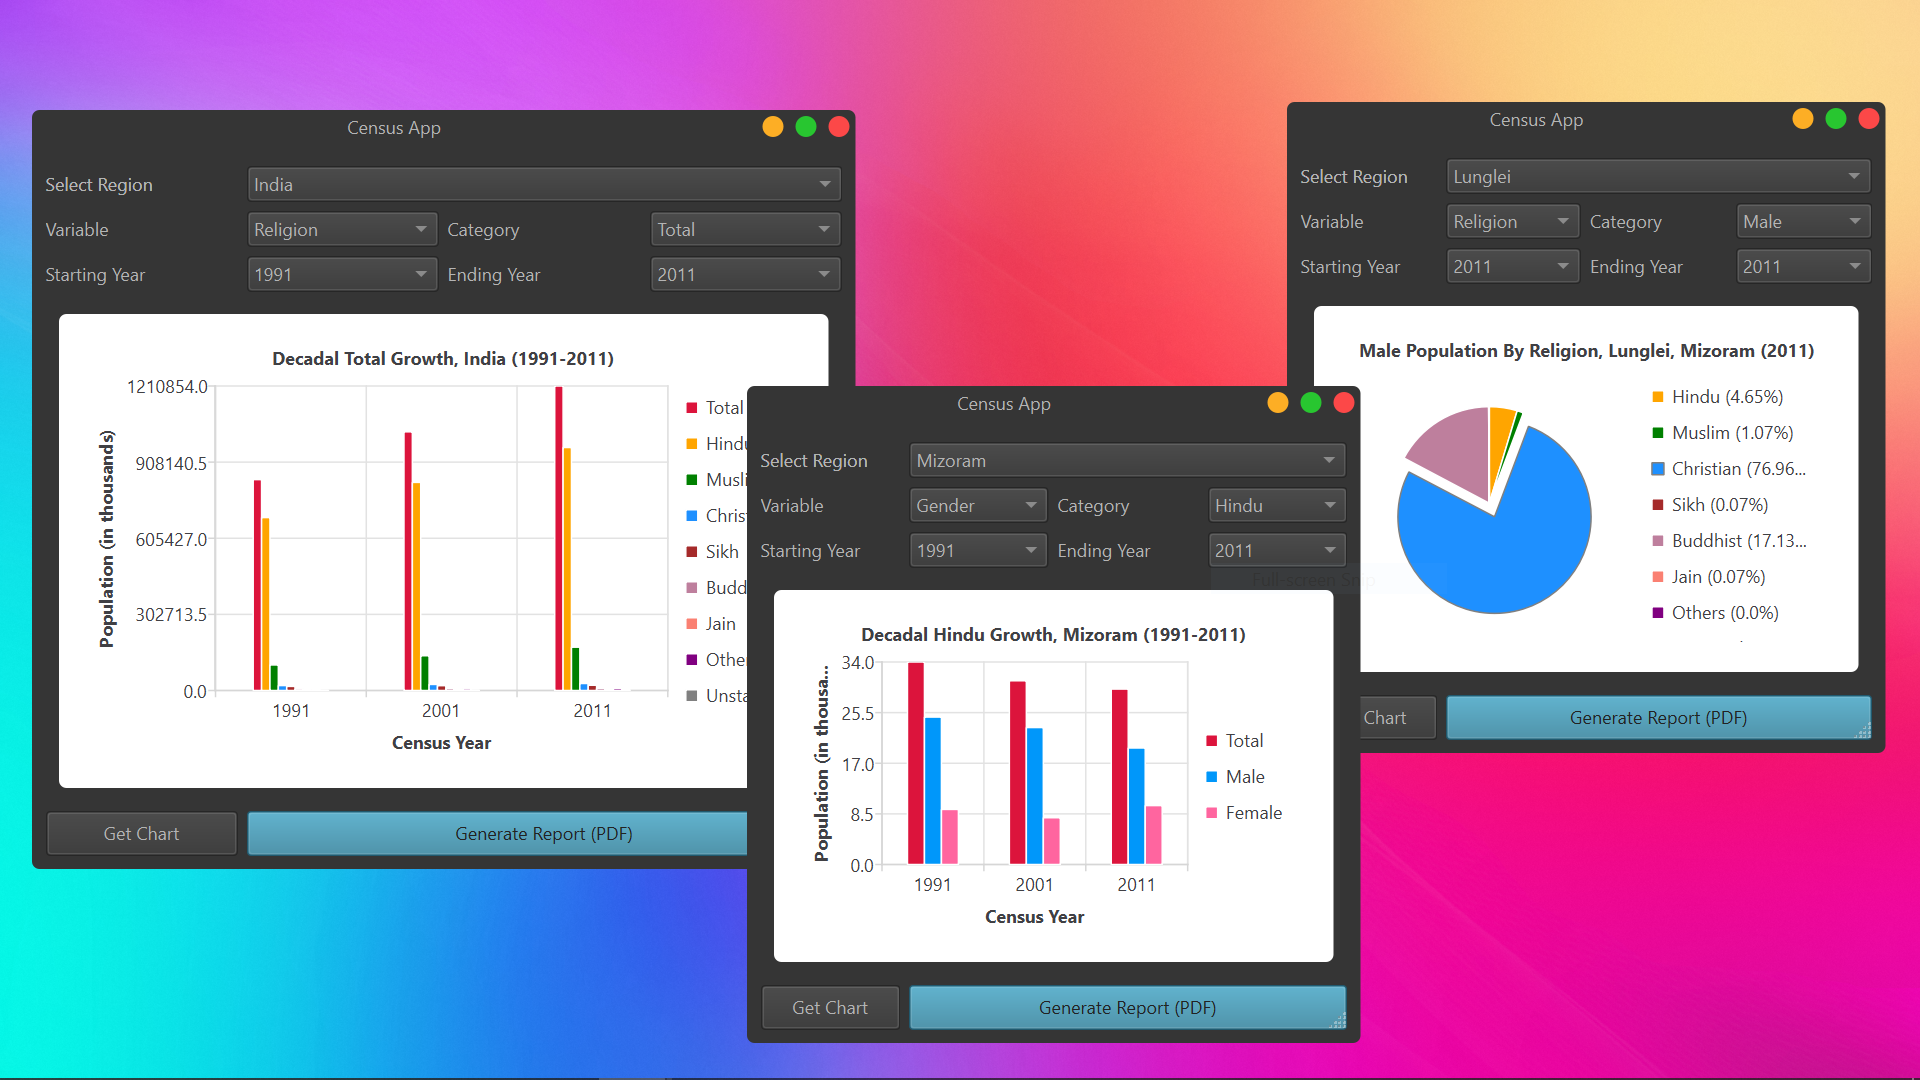 Census App
Select Region India
Variable Religion Category Total
Starting Year 1991 Ending Year 2011
Decadal Total Growth, India (1991-2011)
Population (in thousands)
1210854.0
908140.5
605427.0
302713.5
0.0
1991 2001 2011
Census Year
Total
Hindu
Musli
Chris
Sikh
Budd
Jain
Othe
Unsta
Get Chart Generate Report (PDF)
Census App
Select Region Mizoram
Variable Gender Category Hindu
Starting Year 1991 Ending Year 2011
Full-screen Snip
Decadal Hindu Growth, Mizoram (1991-2011)
Population (in thousa...
34.0
25.5
17.0
8.5
0.0
1991 2001 2011
Census Year
Total
Male
Female
Get Chart Generate Report (PDF)
Census App
Select Region Lunglei
Variable Religion Category Male
Starting Year 2011 Ending Year 2011
Male Population By Religion, Lunglei, Mizoram (2011)
Hindu (4.65%)
Muslim (1.07%)
Christian (76.96...
Sikh (0.07%)
Buddhist (17.13...
Jain (0.07%)
Others (0.0%)
Chart Generate Report (PDF)